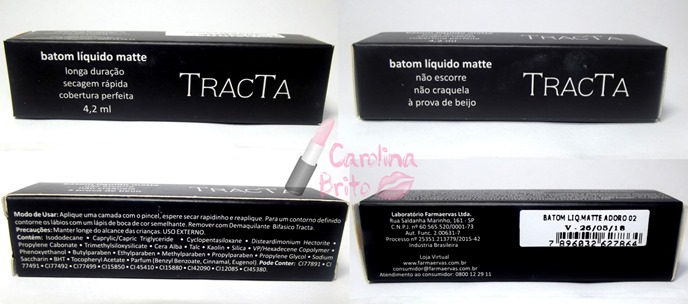 batom líquido matte
longa duração
secagem rápida
cobertura perfeita
4,2 ml
TRACTA
batom líquido matte
não escorre
não craquela
à prova de beijo
TRACTA
Carolina
Brito
Modo de Usar: Aplique uma camada com o pincel, espere secar rapidinho e reaplique. Para um contorno definido
contorne os lábios com um lápis de boca de cor semelhante. Remover com Demaquilante Bifásico Tracta.
Precauções: Manter longe do alcance das crianças. USO EXTERNO.
Contém: Isododecane • Caprylic/Capric Triglyceride • Cyclopentasiloxane • Disteardimonium Hectorite •
Propylene Carbonate • Trimethylsiloxysilicate • Cera Alba • Talc • Kaolin • Silica • VP/Hexadecene Copolymer •
Phenoxyethanol • Butylparaben • Ethylparaben • Methylparaben • Propylparaben • Propylene Glycol • Sodium
Saccharin • BHT • Tocopheryl Acetate • Parfum (Benzyl Benzoate, Cinnamal, Eugenol). Pode Conter: CI77891 • CI
77491 • CI77492 • CI77499 • CI15850 • CI45410 • CI15880 • CI42090 • CI12085 • CI45380.
Laboratório Farmaervas Ltda.
Rua Saldanha Marinho, 161 - SP
C.N.P.J. nº 60.565.520/0001-73
Aut. Func. 2.00631-7
Processo nº 25351.213779/2015-42
Indústria Brasileira
Loja Virtual
www.farmaervas.com.br
consumidor@farmaervas.com.br
Atendimento ao consumidor: 0800 12 29 11
BATOM LIQ.MATTE ADORO 02
V - 26/05/18
7 896032 627864